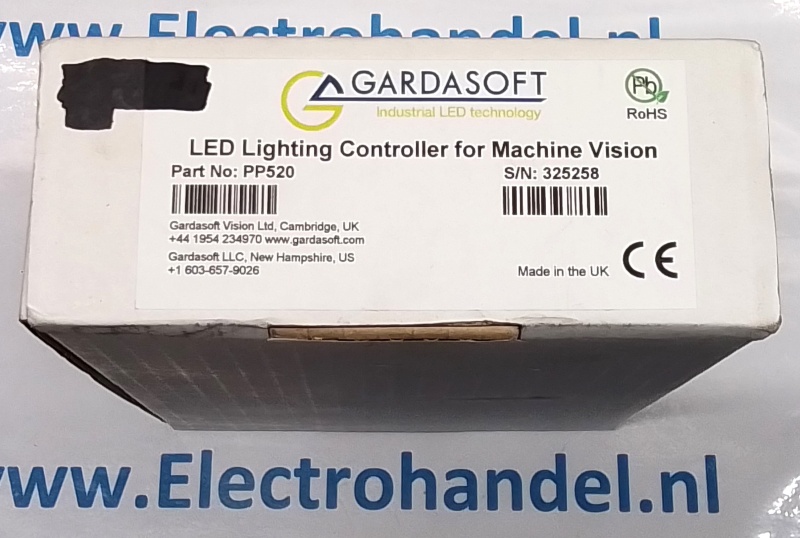 www.Electrohandel.nl
GARDASOFT
Industrial LED technology
Pb
RoHS
LED Lighting Controller for Machine Vision
Part No: PP520
S/N: 325258
Gardasoft Vision Ltd, Cambridge, UK
+44 1954 234970 www.gardasoft.com
Gardasoft LLC, New Hampshire, US
+1 603-657-9026
Made in the UK
CE
www.Electrohandel.nl